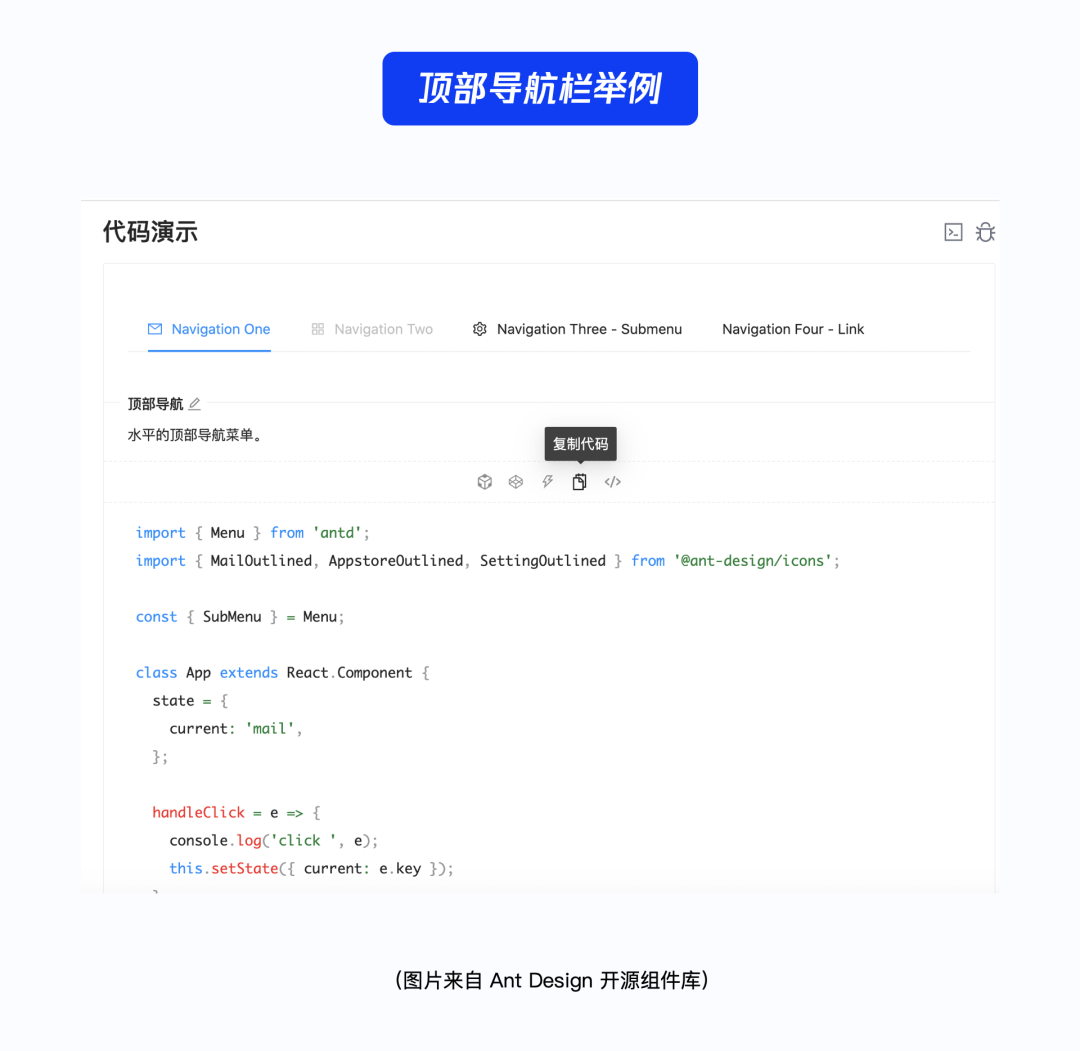 顶部导航栏举例
代码演示
Navigation One Navigation Two Navigation Three - Submenu Navigation Four - Link
顶部导航
水平的顶部导航菜单。
复制代码
import { Menu } from 'antd';
import { MailOutlined, AppstoreOutlined, SettingOutlined } from '@ant-design/icons';
const { SubMenu } = Menu;
class App extends React.Component {
  state = {
    current: 'mail',
  };
  handleClick = e => {
    console.log('click ', e);
    this.setState({ current: e.key });
(图片来自 Ant Design 开源组件库)